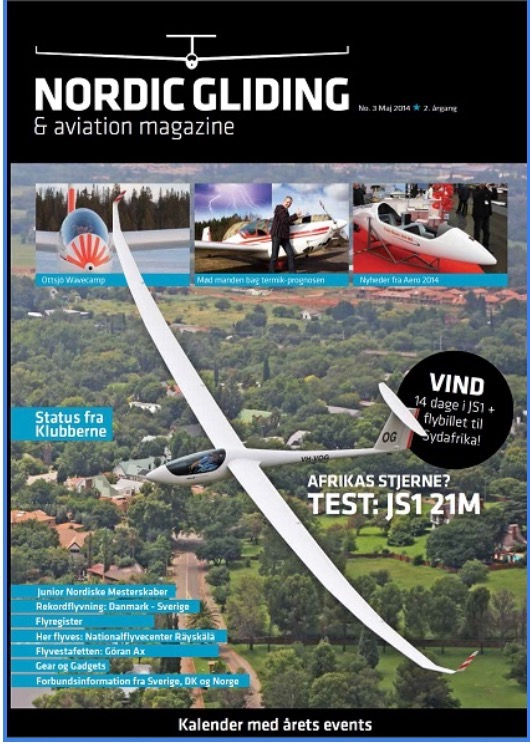 NORDIC GLIDING
& aviation magazine
No. 3 Maj 2014 ★ 2. årgang
Ottsjö Wavecamp
Mød manden bag termik-prognosen
Nyheder fra Aero 2014
VIND
14 dage i JS1 +
flybillet til
Sydafrika!
Status fra
Klubberne
OG
VH-VOG
AFRIKAS STJERNE?
TEST: JS1 21M
Junior Nordiske Mesterskaber
Rekordflyvning: Danmark - Sverige
Flyregister
Her flyves: Nationalflyvecenter Räyskälä
Flyvestafetten: Göran Ax
Gear og Gadgets
Forbundsinformation fra Sverige, DK og Norge
Kalender med årets events